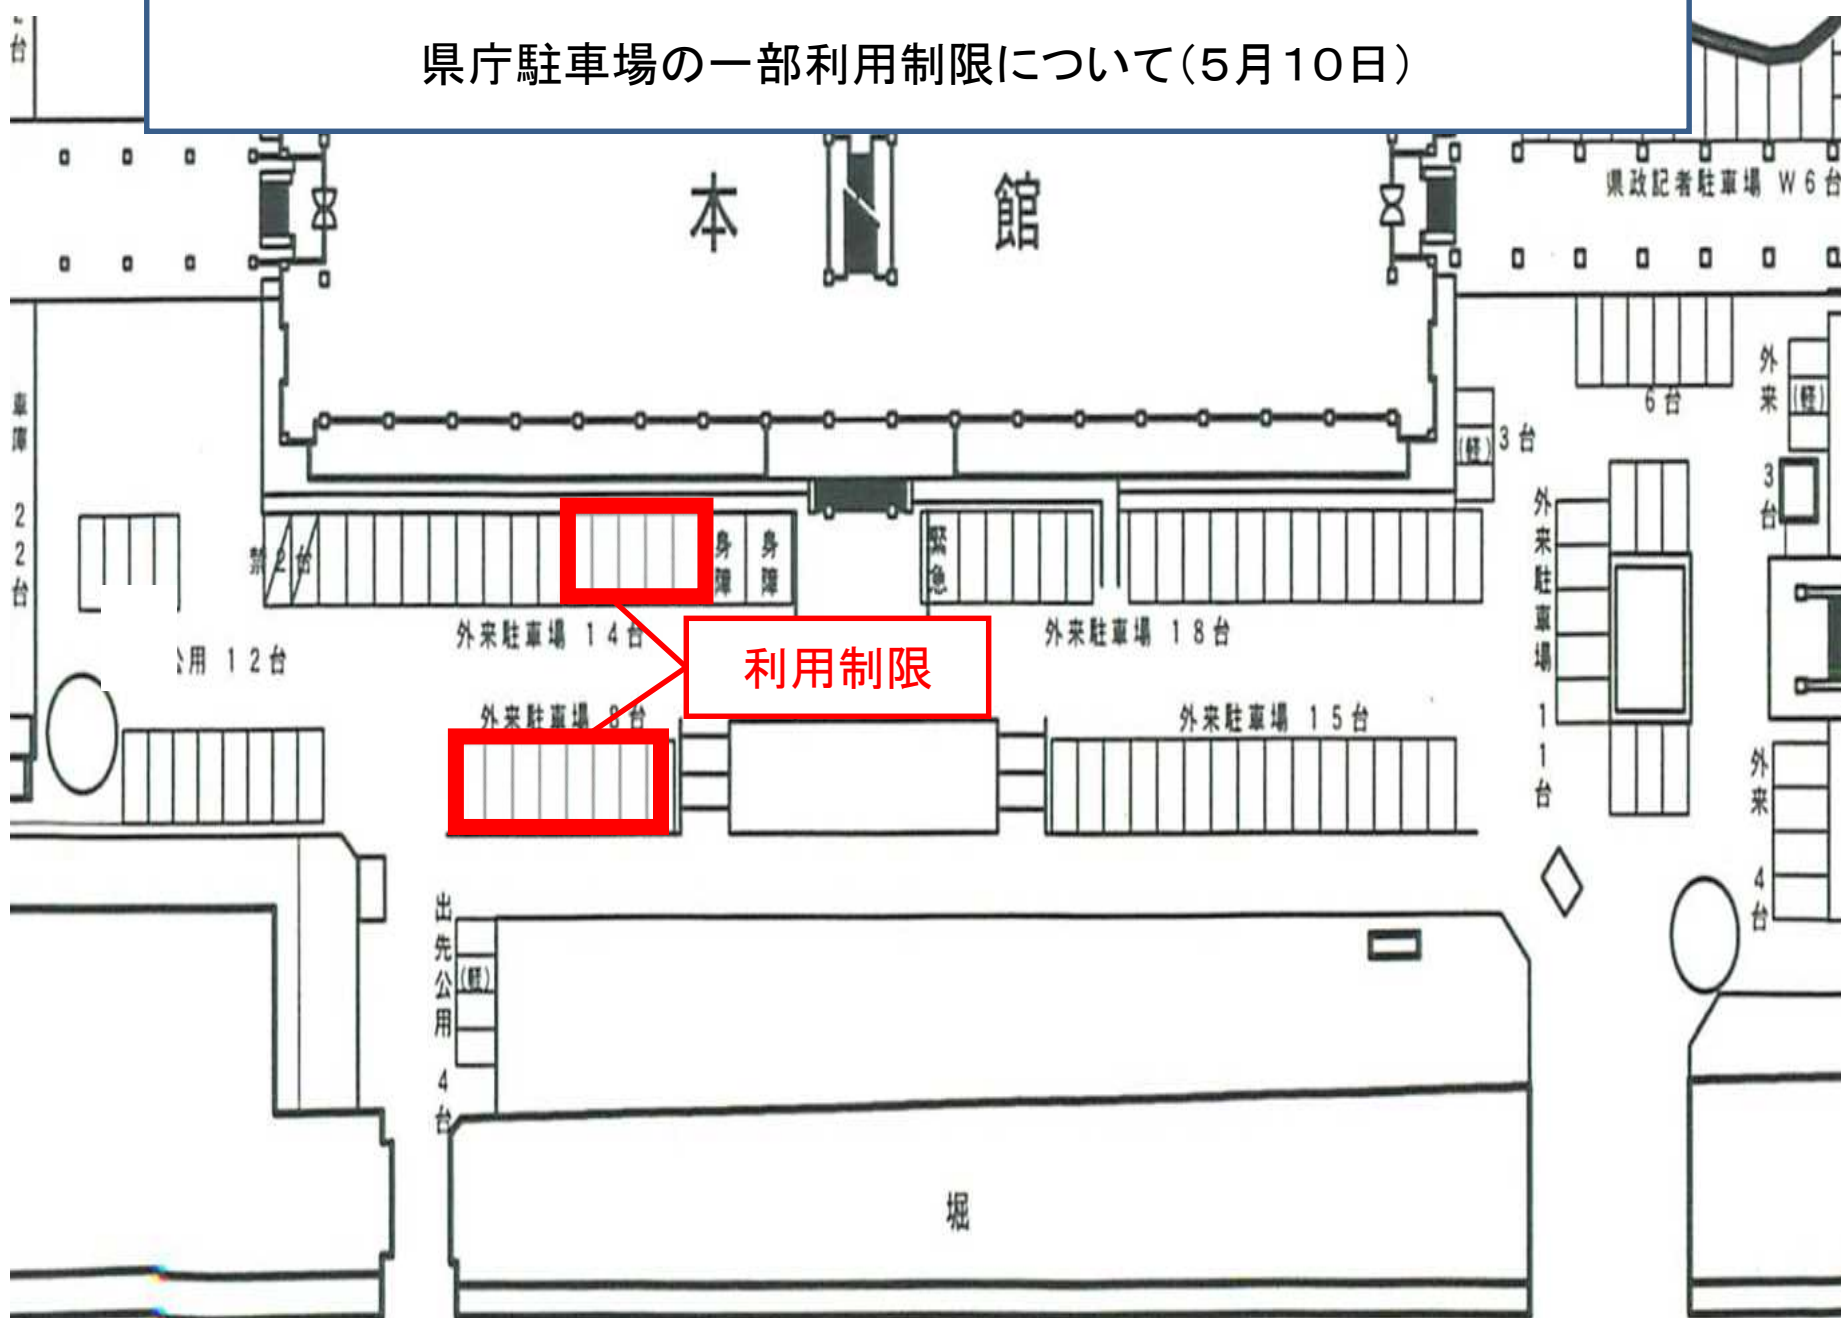 県庁駐車場の一部利用制限について(5月10日)
台
本館
県政記者駐車場 W6台
6台
外来
(軽)
3台
(軽)
3台
22台
禁2台
身障
身障
緊急
外来駐車場 14台
外来駐車場 18台
外来駐車場 11台
用 12台
利用制限
外来駐車場 8台
外来駐車場 15台
外来 4台
出先公用 4台
(軽)
堀